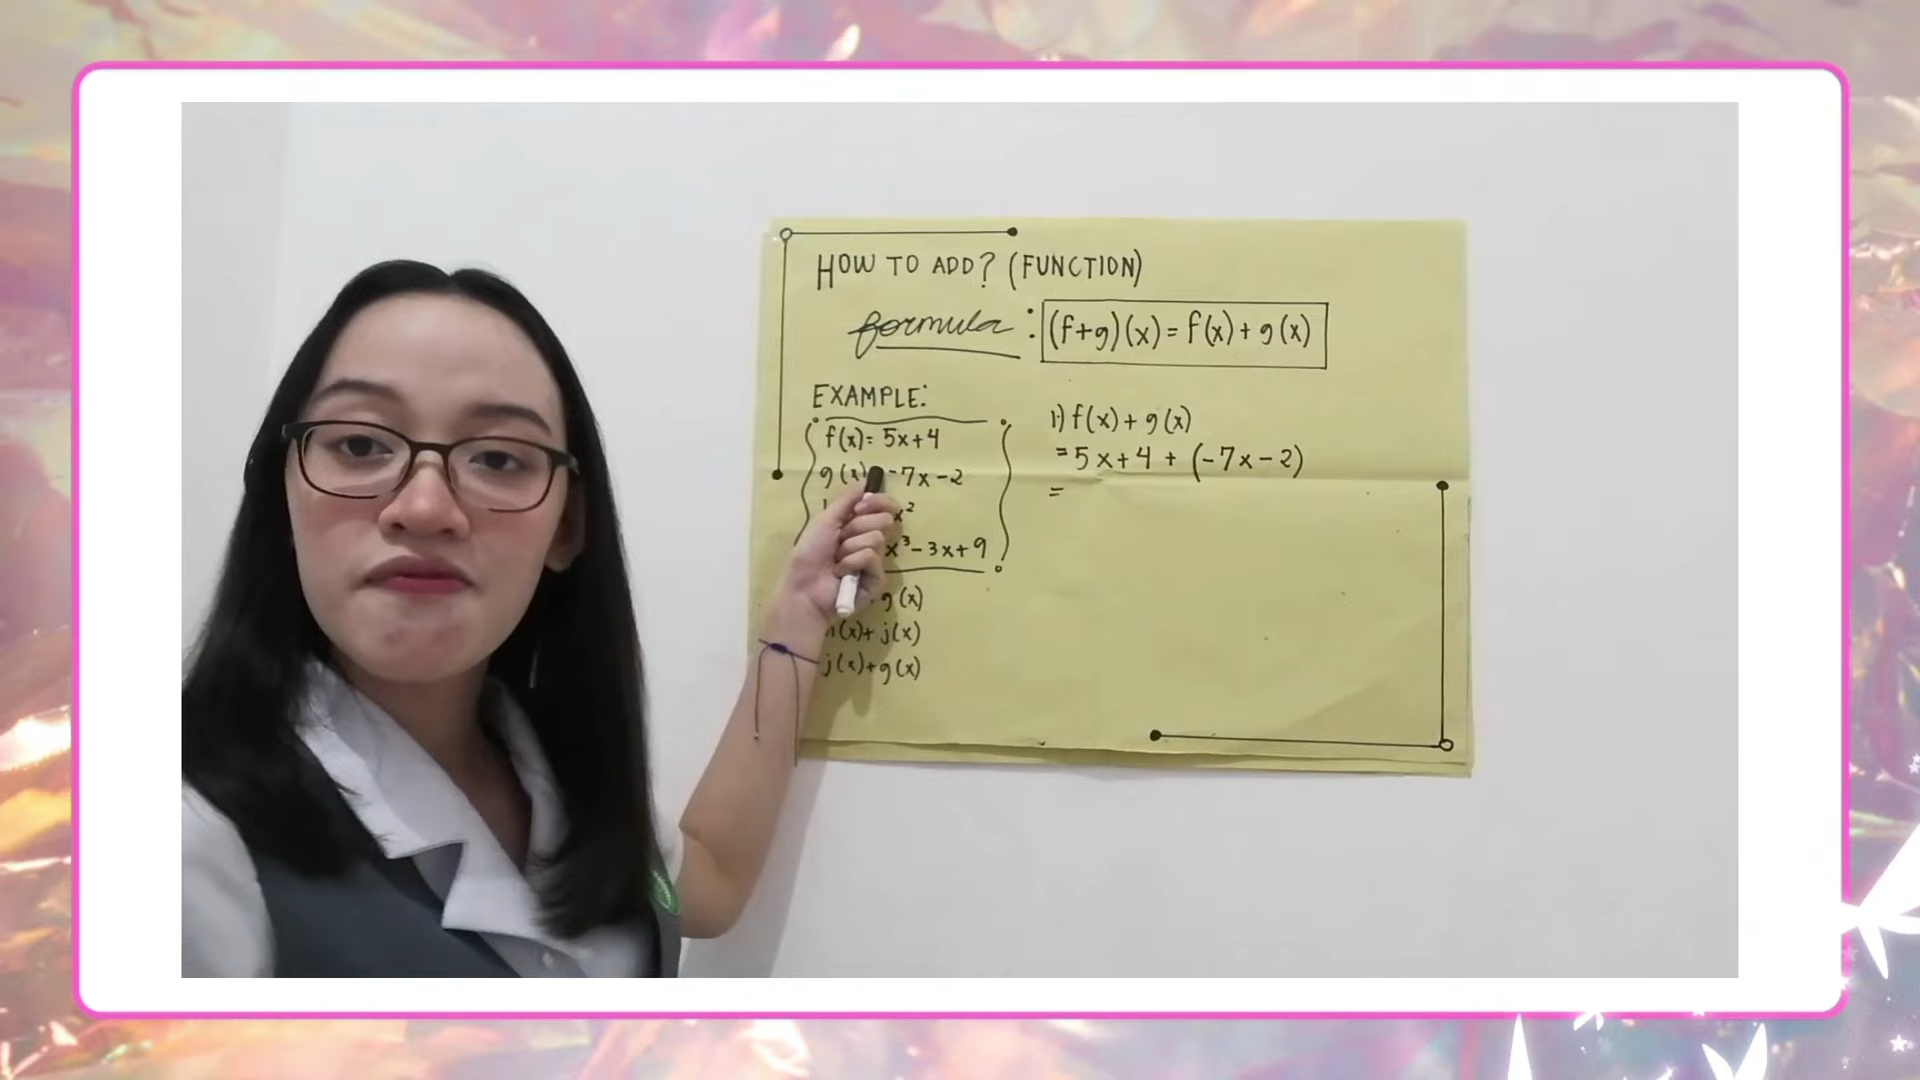 HOW TO ADD? (FUNCTION)
formula : (f+g)(x) = f(x) + g(x)
EXAMPLE:
f(x) = 5x+4
g(x) -7x-2
x²
x³-3x+9
g(x)
(x)+ j(x)
j(x)+g(x)
1) f(x) + g(x)
= 5x+4 + (-7x-2)
=